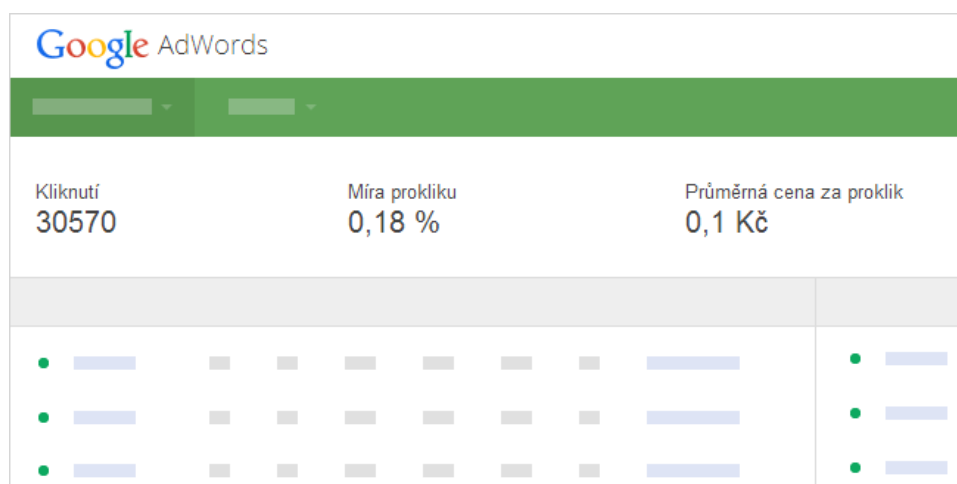 Google AdWords
Kliknutí
30570
Míra prokliku
0,18 %
Průměrná cena za proklik
0,1 Kč